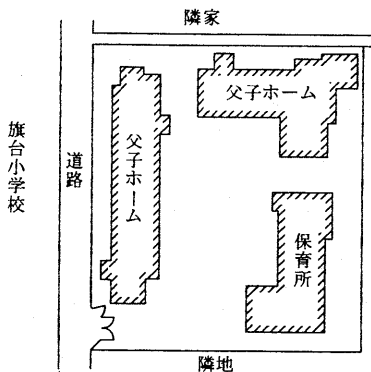 隣家
父子ホーム
父子ホーム
旗台小学校
道路
保育所
隣地